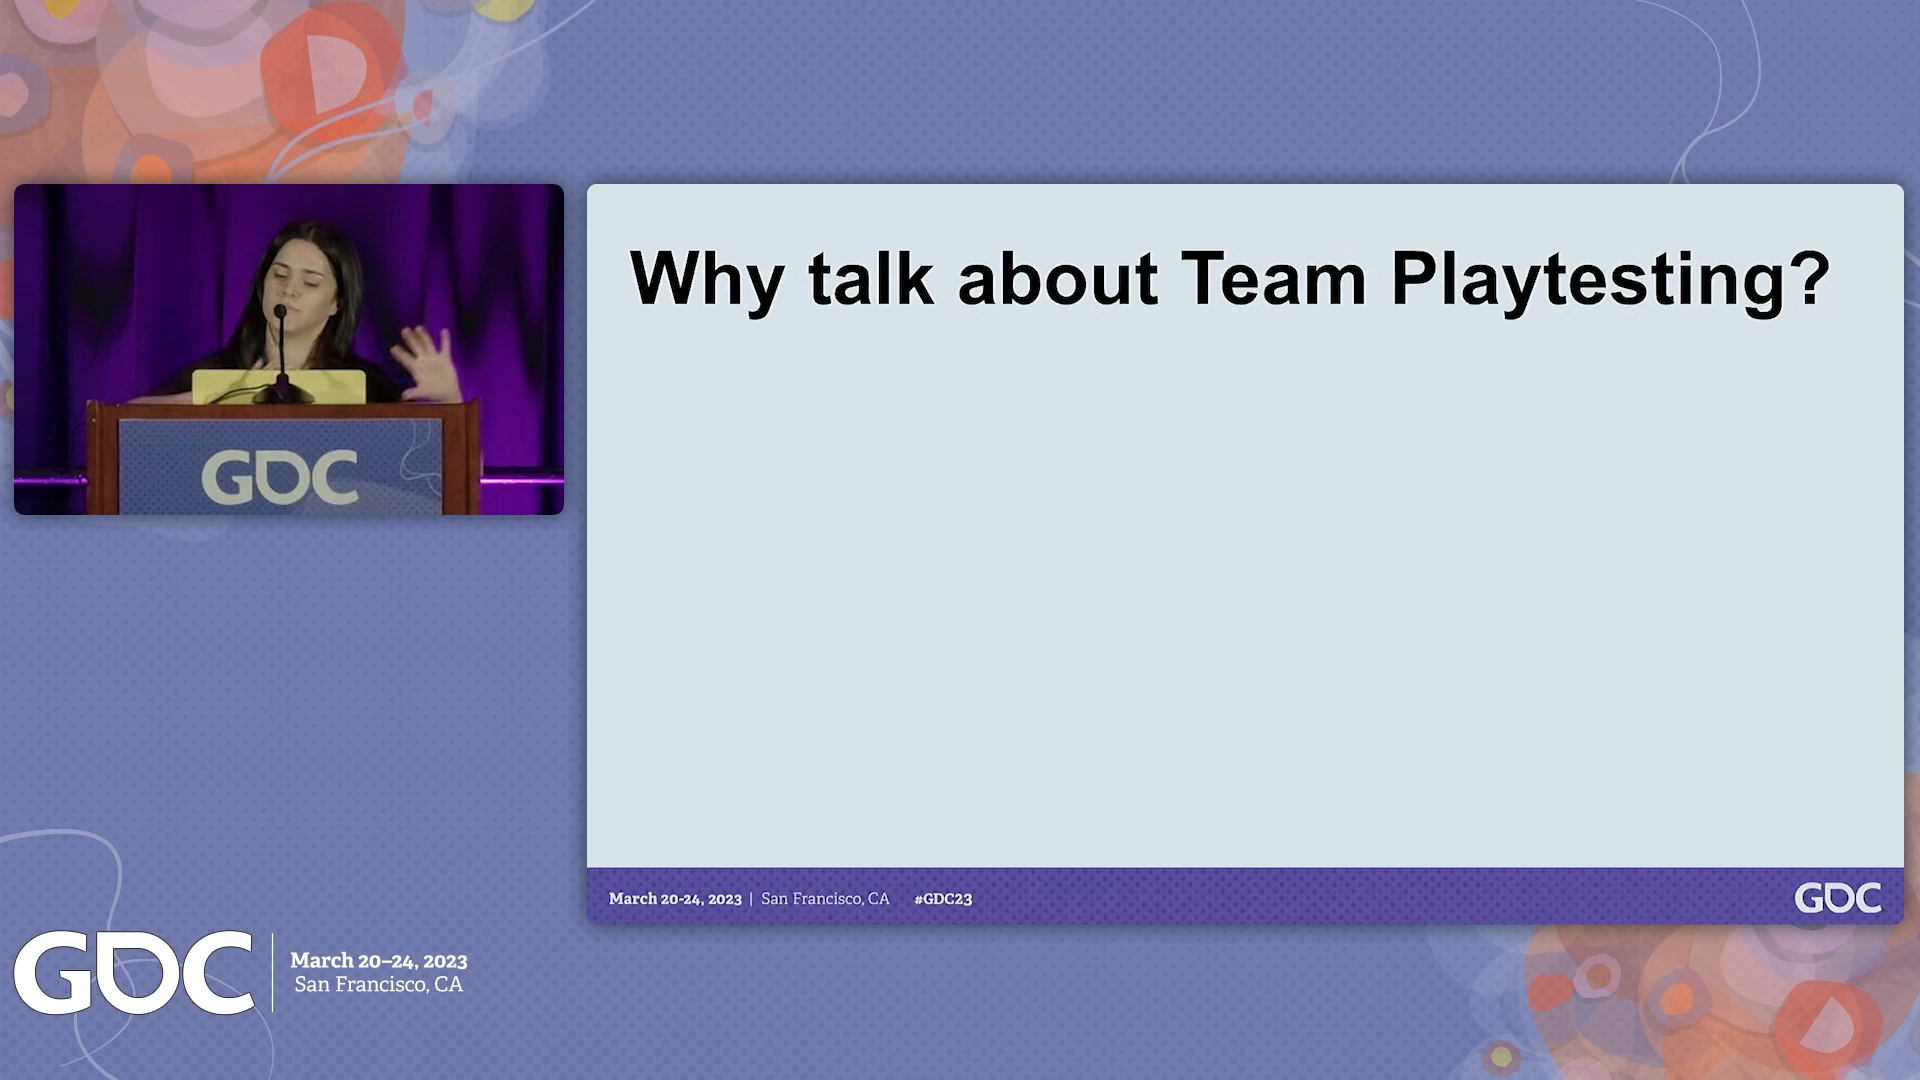 Why talk about Team Playtesting?
GDC
March 20-24, 2023 | San Francisco, CA #GDC23
GDC
GDC
March 20–24, 2023
San Francisco, CA